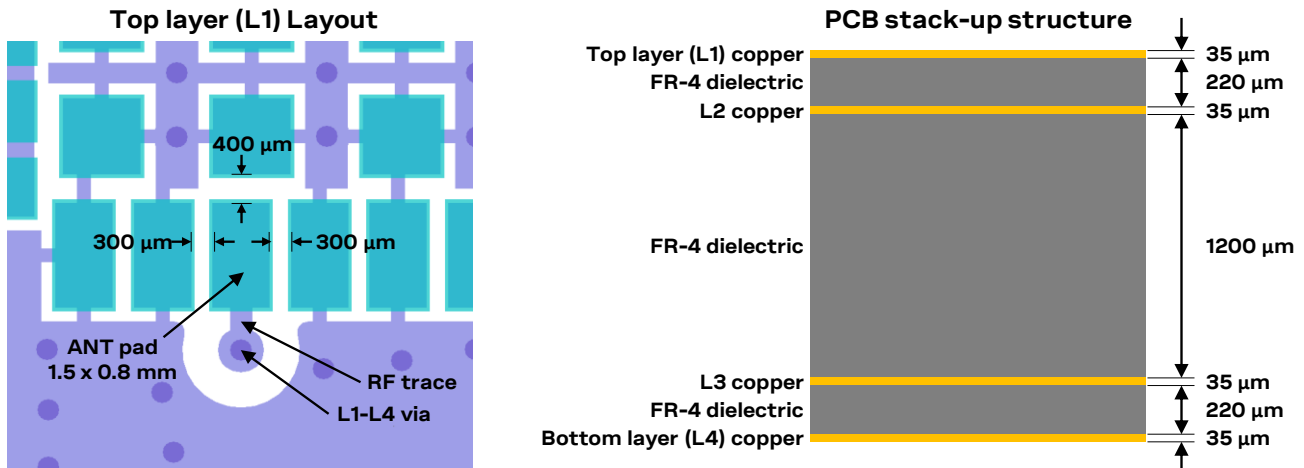 Top layer (L1) Layout
400 µm
300 µm
300 µm
ANT pad
1.5 x 0.8 mm
RF trace
L1-L4 via
PCB stack-up structure
Top layer (L1) copper
35 µm
FR-4 dielectric
220 µm
L2 copper
35 µm
FR-4 dielectric
1200 µm
L3 copper
35 µm
FR-4 dielectric
220 µm
Bottom layer (L4) copper
35 µm